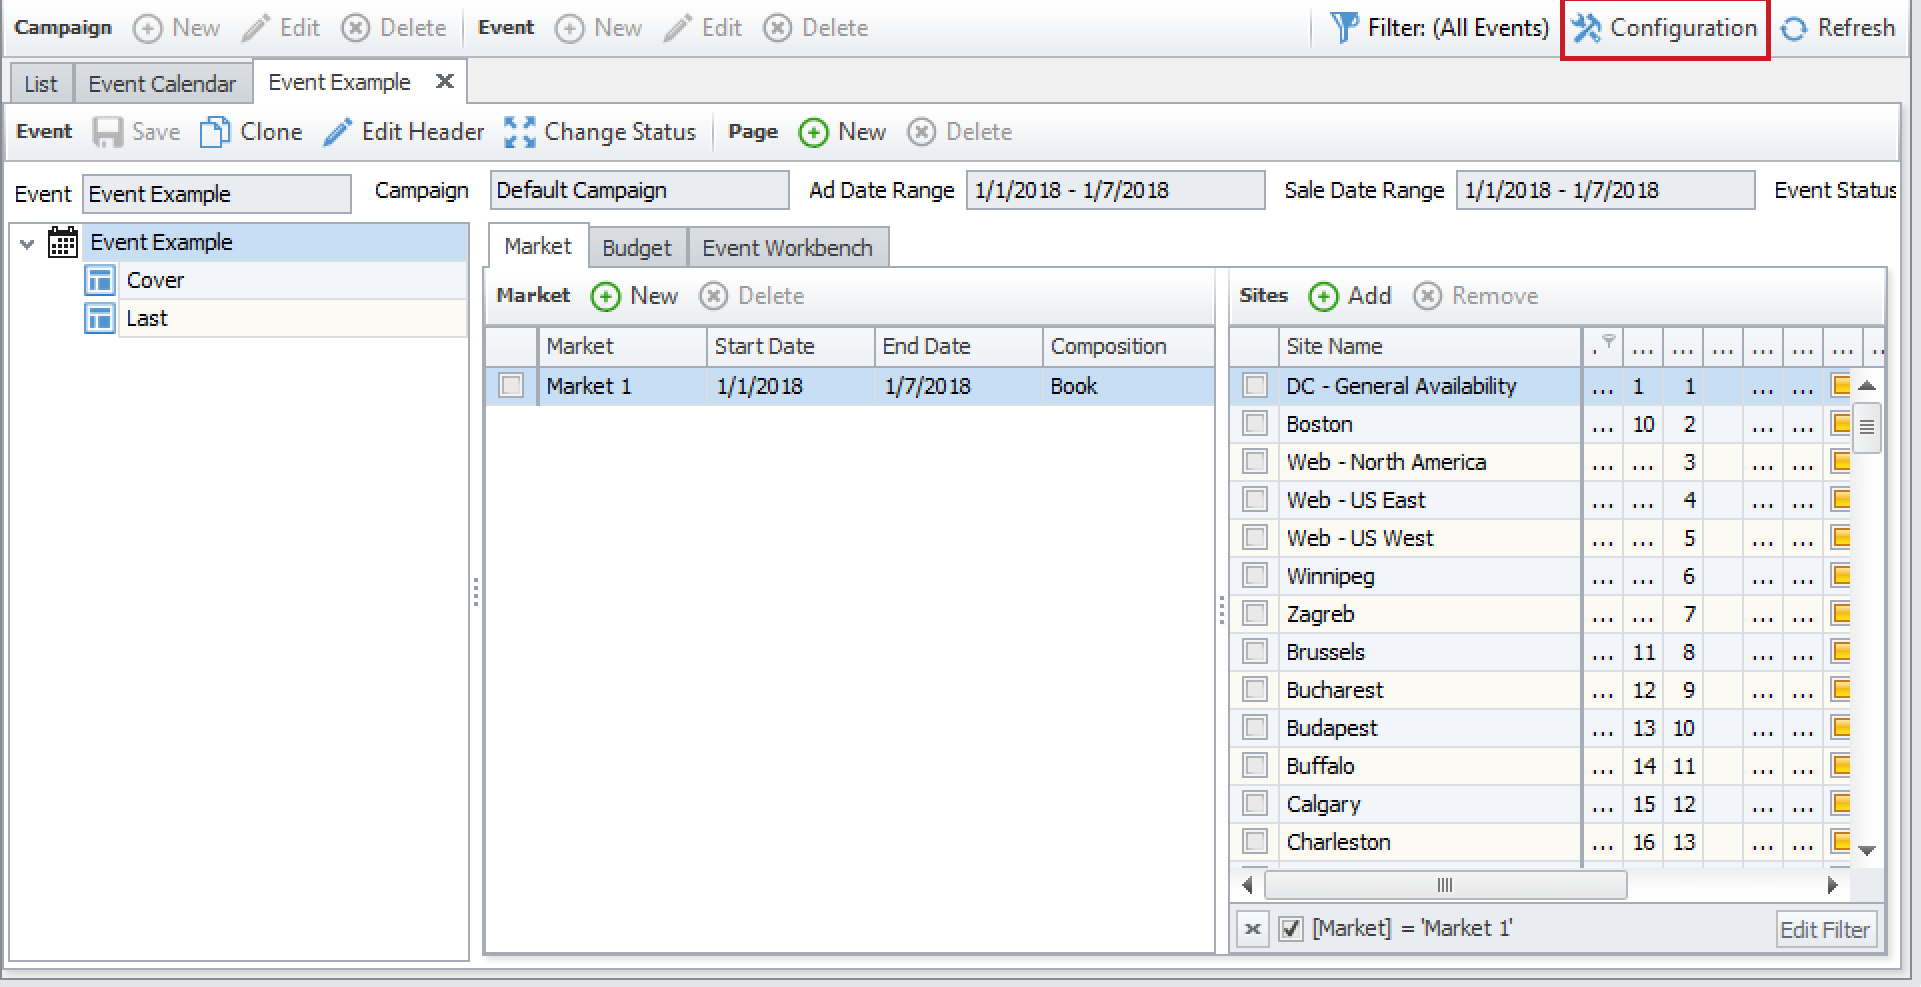 Campaign New Edit Delete Event New Edit Delete Filter: (All Events) Configuration Refresh
List Event Calendar Event Example
Event Save Clone Edit Header Change Status Page New Delete
Event Event Example Campaign Default Campaign Ad Date Range 1/1/2018 - 1/7/2018 Sale Date Range 1/1/2018 - 1/7/2018 Event Status
Event Example
Cover
Last
Market Budget Event Workbench
Market New Delete
Market Start Date End Date Composition
Market 1 1/1/2018 1/7/2018 Book
Sites Add Remove
Site Name . ... ... ... ... ... ... ..
DC - General Availability ... 1 1 ... ...
Boston ... 10 2 ... ...
Web - North America ... ... 3 ... ...
Web - US East ... ... 4 ... ...
Web - US West ... ... 5 ... ...
Winnipeg ... ... 6 ... ...
Zagreb ... ... 7 ... ...
Brussels ... 11 8 ... ...
Bucharest ... 12 9 ... ...
Budapest ... 13 10 ... ...
Buffalo ... 14 11 ... ...
Calgary ... 15 12 ... ...
Charleston ... 16 13 ... ...
[Market] = 'Market 1' Edit Filter